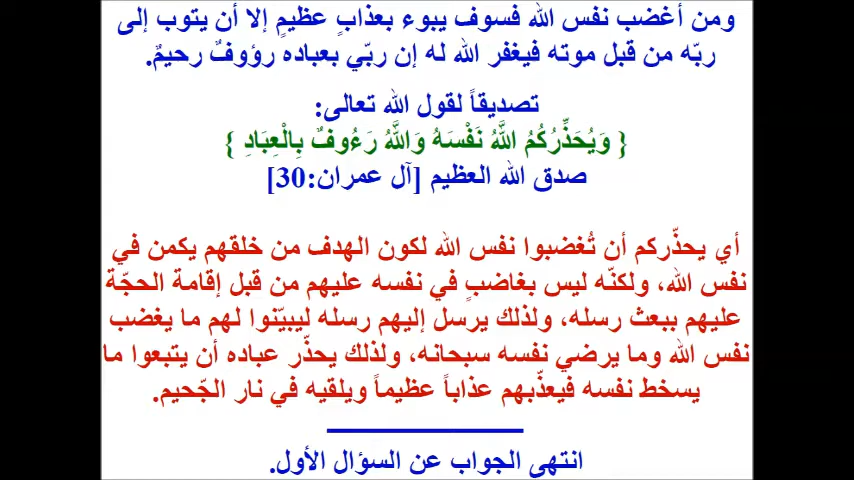 ومن أغضب نفس الله فسوف يبوء بعذابٍ عظيمٍ إلا أن يتوب إلى
ربّه من قبل موته فيغفر الله له إن ربّي بعباده رؤوفٌ رحيمٌ.
تصديقاً لقول الله تعالى:
{ وَيُحَذِّرُكُمُ اللَّهُ نَفْسَهُ وَاللَّهُ رَءُوفٌ بِالْعِبَادِ }
صدق الله العظيم [آل عمران:30]
أي يحذّركم أن تُغضبوا نفس الله لكون الهدف من خلقهم يكمن في
نفس الله، ولكنّه ليس بغاضبٍ في نفسه عليهم من قبل إقامة الحجّة
عليهم ببعث رسله، ولذلك يرسل إليهم رسله ليبيّنوا لهم ما يغضب
نفس الله وما يرضي نفسه سبحانه، ولذلك يحذّر عباده أن يتبعوا ما
يسخط نفسه فيعذّبهم عذاباً عظيماً ويلقيه في نار الجّحيم.
انتهى الجواب عن السؤال الأول.